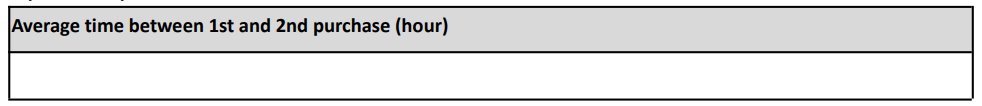 Average time between 1st and 2nd purchase (hour)